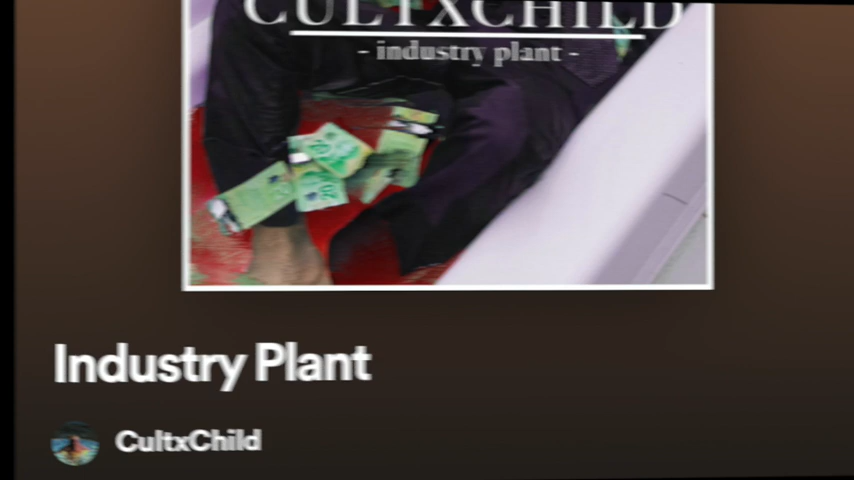 CULTXCHILD
- industry plant -
Industry Plant
CultxChild